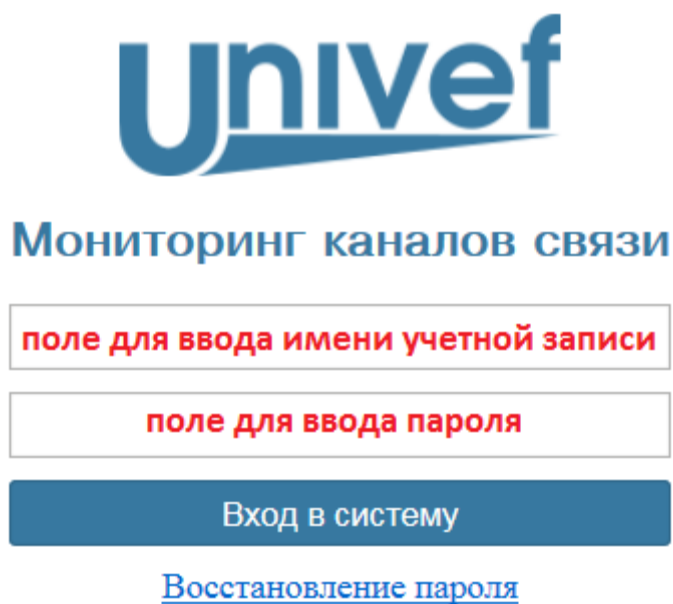 Univef
Мониторинг каналов связи
поле для ввода имени учетной записи
поле для ввода пароля
Вход в систему
Восстановление пароля